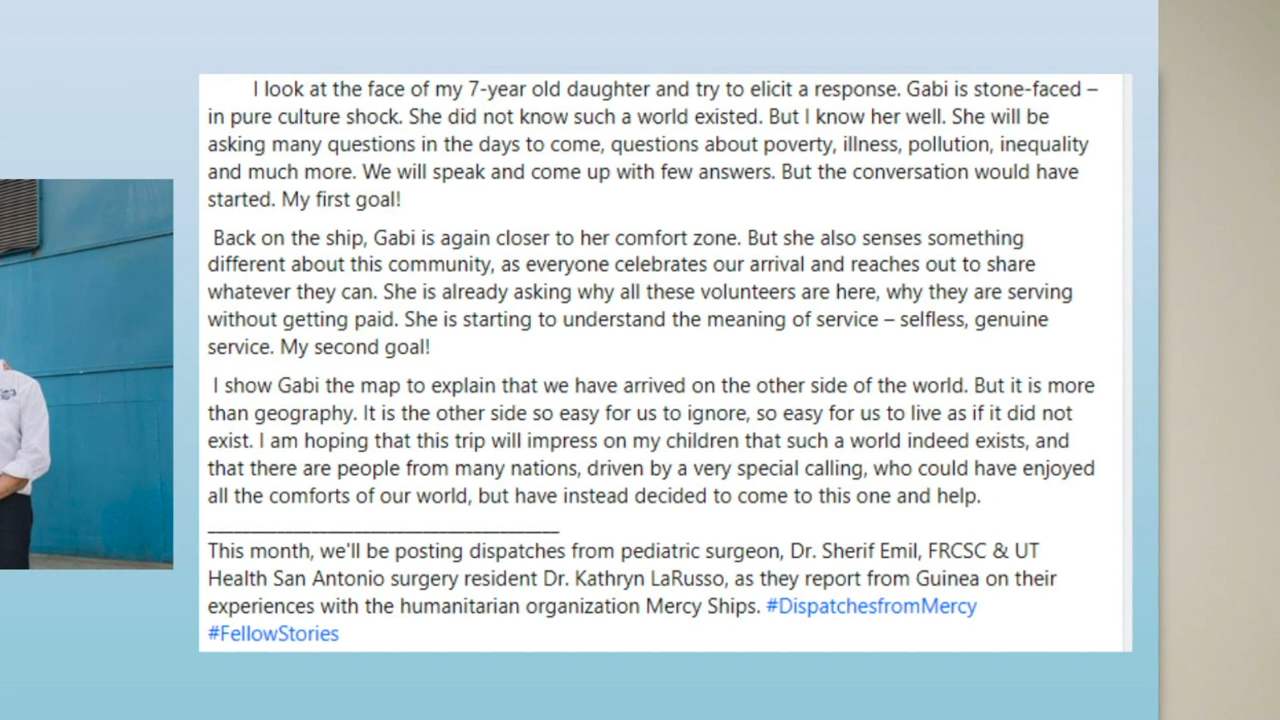 I look at the face of my 7-year old daughter and try to elicit a response. Gabi is stone-faced –
in pure culture shock. She did not know such a world existed. But I know her well. She will be
asking many questions in the days to come, questions about poverty, illness, pollution, inequality
and much more. We will speak and come up with few answers. But the conversation would have
started. My first goal!
Back on the ship, Gabi is again closer to her comfort zone. But she also senses something
different about this community, as everyone celebrates our arrival and reaches out to share
whatever they can. She is already asking why all these volunteers are here, why they are serving
without getting paid. She is starting to understand the meaning of service – selfless, genuine
service. My second goal!
I show Gabi the map to explain that we have arrived on the other side of the world. But it is more
than geography. It is the other side so easy for us to ignore, so easy for us to live as if it did not
exist. I am hoping that this trip will impress on my children that such a world indeed exists, and
that there are people from many nations, driven by a very special calling, who could have enjoyed
all the comforts of our world, but have instead decided to come to this one and help.
This month, we'll be posting dispatches from pediatric surgeon, Dr. Sherif Emil, FRCSC & UT
Health San Antonio surgery resident Dr. Kathryn LaRusso, as they report from Guinea on their
experiences with the humanitarian organization Mercy Ships. #DispatchesfromMercy
#FellowStories